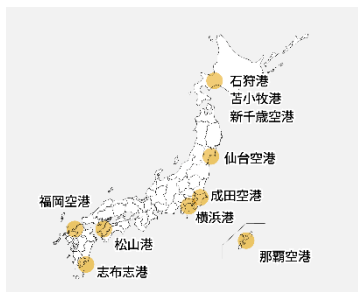 石狩港
苫小牧港
新千歳空港
仙台空港
成田空港
横浜港
福岡空港
松山港
志布志港
那覇空港